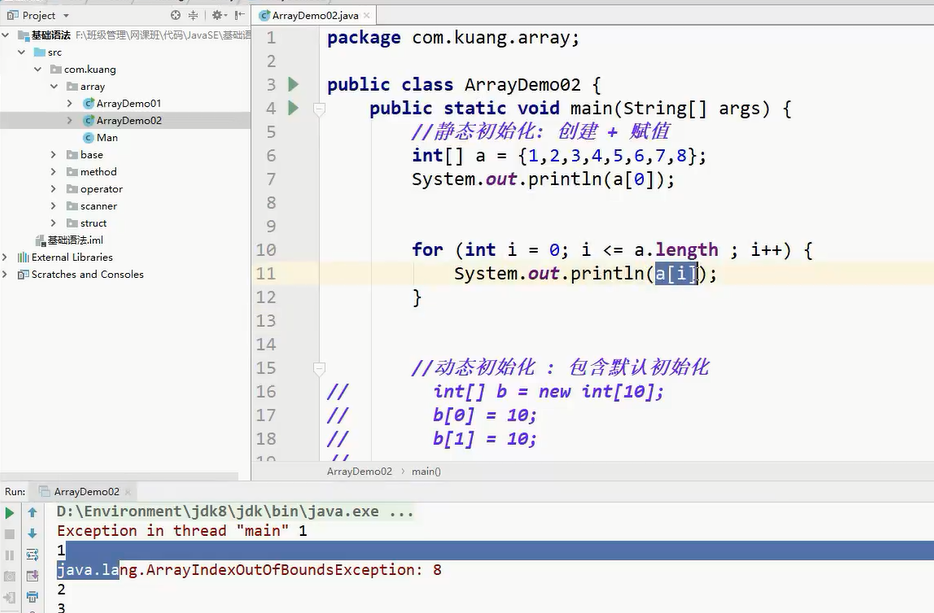 Project
基础语法 F:\班级管理\网课班\代码\JavaSE\基础语
src
com.kuang
array
ArrayDemo01
ArrayDemo02
Man
base
method
operator
scanner
struct
基础语法.iml
External Libraries
Scratches and Consoles
ArrayDemo02.java
1 package com.kuang.array;
2
3 public class ArrayDemo02 {
4 public static void main(String[] args) {
5 //静态初始化: 创建 + 赋值
6 int[] a = {1,2,3,4,5,6,7,8};
7 System.out.println(a[0]);
8
9
10 for (int i = 0; i <= a.length ; i++) {
11 System.out.println(a[i]);
12 }
13
14
15 //动态初始化 : 包含默认初始化
16 // int[] b = new int[10];
17 // b[0] = 10;
18 // b[1] = 10;
19 //
ArrayDemo02 › main()
Run: ArrayDemo02
D:\Environment\jdk8\jdk\bin\java.exe ...
Exception in thread "main" 1
1
java.lang.ArrayIndexOutOfBoundsException: 8
2
3